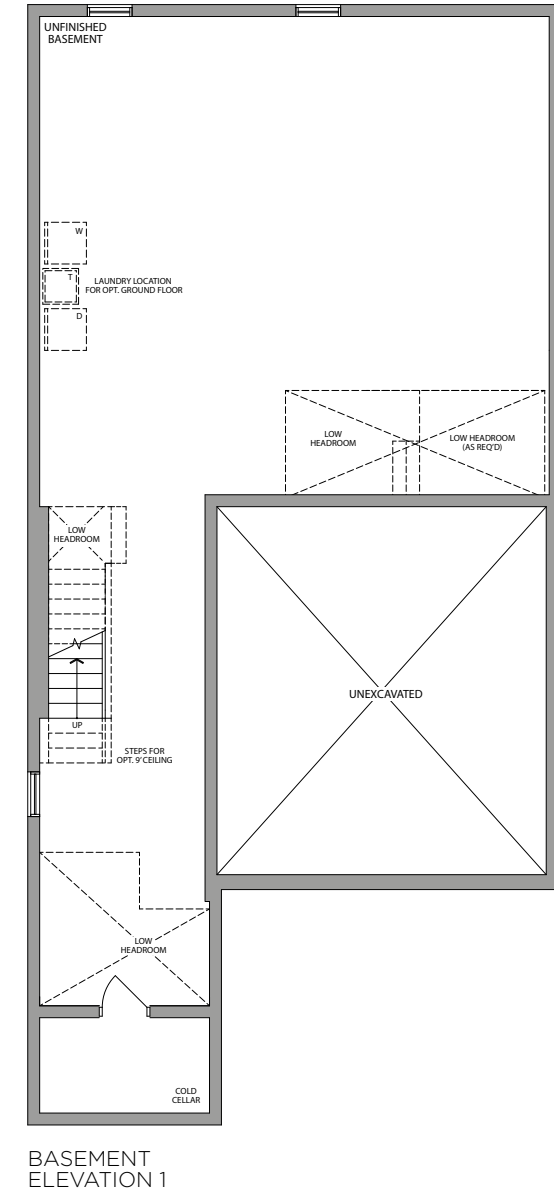 UNFINISHED
BASEMENT
W
T
LAUNDRY LOCATION
FOR OPT. GROUND FLOOR
D
LOW
HEADROOM
LOW HEADROOM
(AS REQ'D)
LOW
HEADROOM
UNEXCAVATED
UP
STEPS FOR
OPT. 9' CEILING
LOW
HEADROOM
COLD
CELLAR
BASEMENT
ELEVATION 1